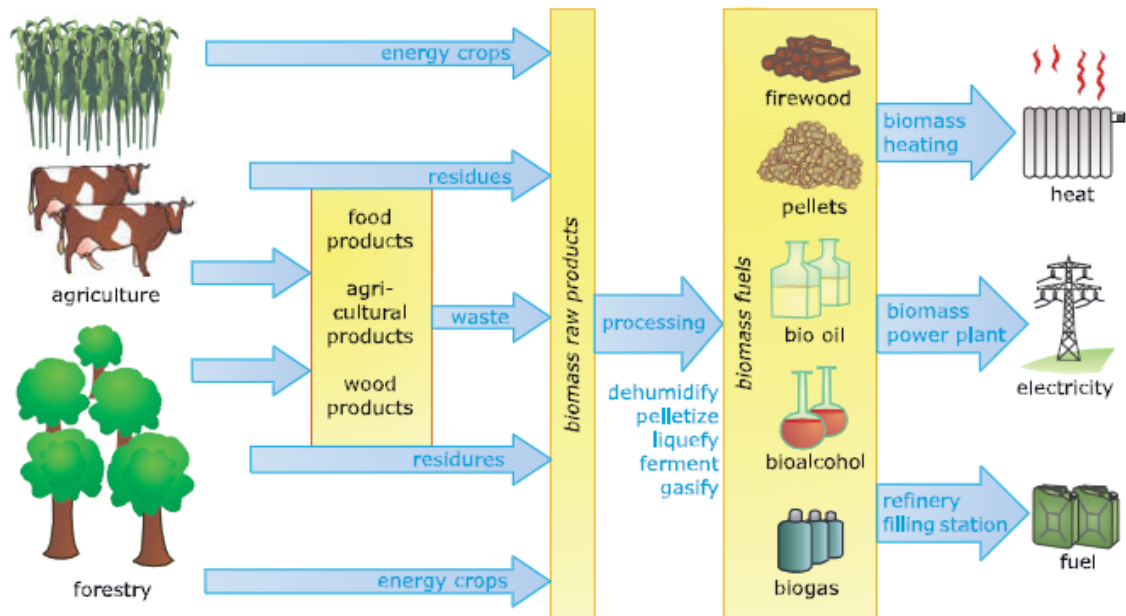 energy crops
residues
agriculture
food
products
agri-
cultural
products
wood
products
waste
residures
energy crops
forestry
biomass raw products
processing
dehumidify
pelletize
liquefy
ferment
gasify
biomass fuels
firewood
pellets
bio oil
bioalcohol
biogas
biomass
heating
heat
biomass
power plant
electricity
refinery
filling station
fuel